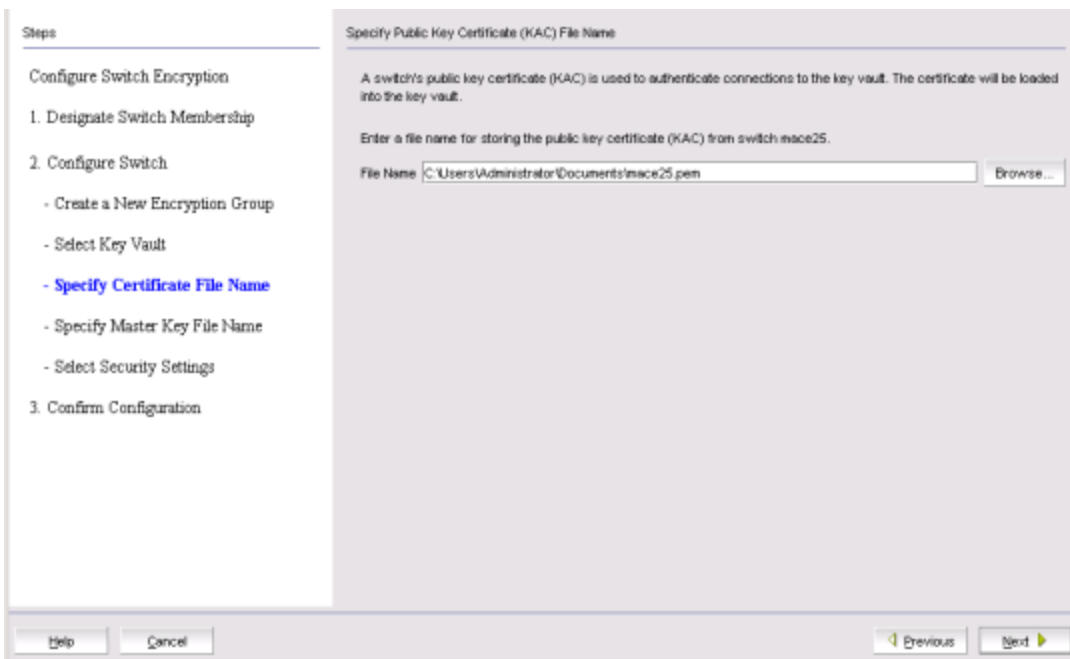 Steps
Configure Switch Encryption
1. Designate Switch Membership
2. Configure Switch
- Create a New Encryption Group
- Select Key Vault
- Specify Certificate File Name
- Specify Master Key File Name
- Select Security Settings
3. Confirm Configuration
Specify Public Key Certificate (KAC) File Name
A switch's public key certificate (KAC) is used to authenticate connections to the key vault. The certificate will be loaded
into the key vault.
Enter a file name for storing the public key certificate (KAC) from switch mace25.
File Name C:\Users\Administrator\Documents\mace25.pem Browse...
Help Cancel Previous Next